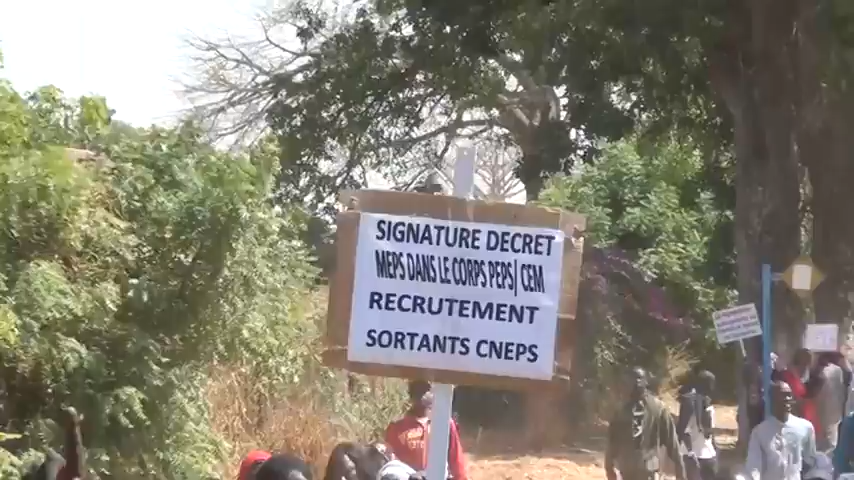 SIGNATURE DECRET
MEPS DANS LE CORPS PEPS| CEM
RECRUTEMENT
SORTANTS CNEPS